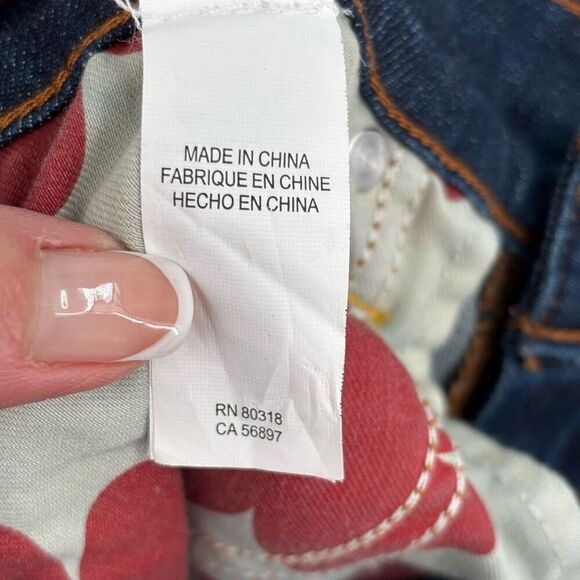 MADE IN CHINA
FABRIQUE EN CHINE
HECHO EN CHINA
RN 80318
CA 56897